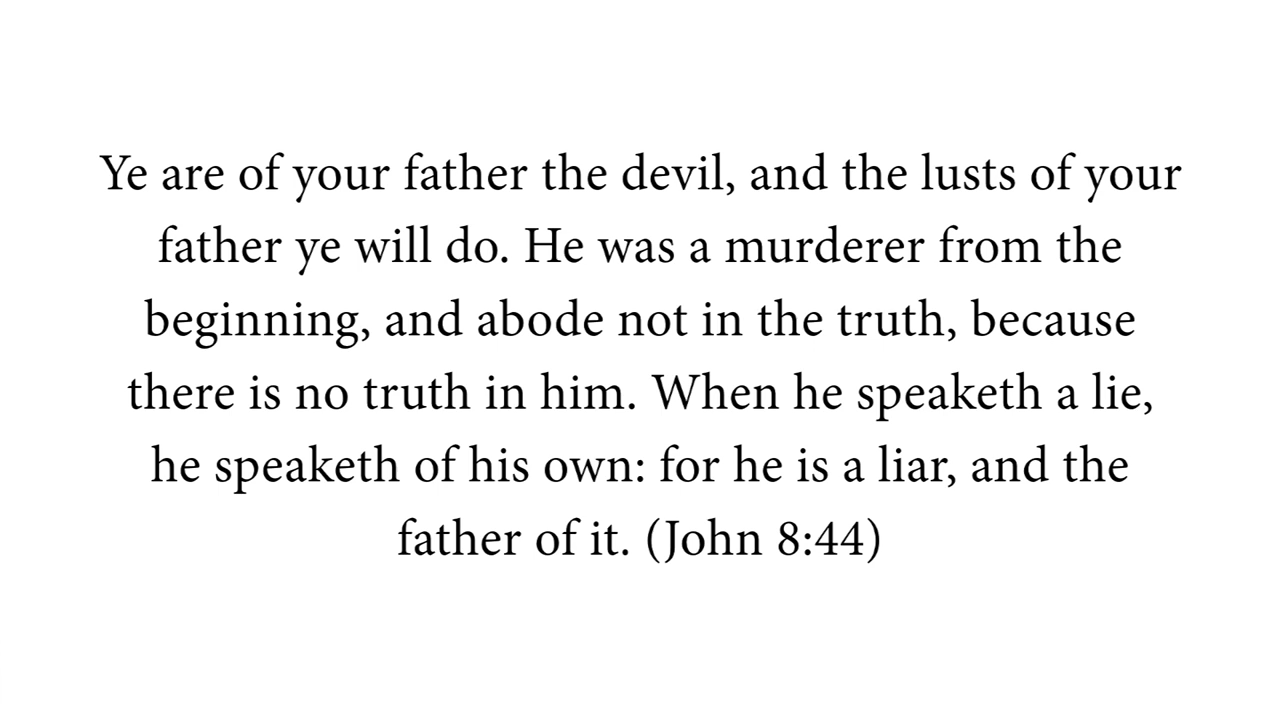 Ye are of your father the devil, and the lusts of your
father ye will do. He was a murderer from the
beginning, and abode not in the truth, because
there is no truth in him. When he speaketh a lie,
he speaketh of his own: for he is a liar, and the
father of it. (John 8:44)